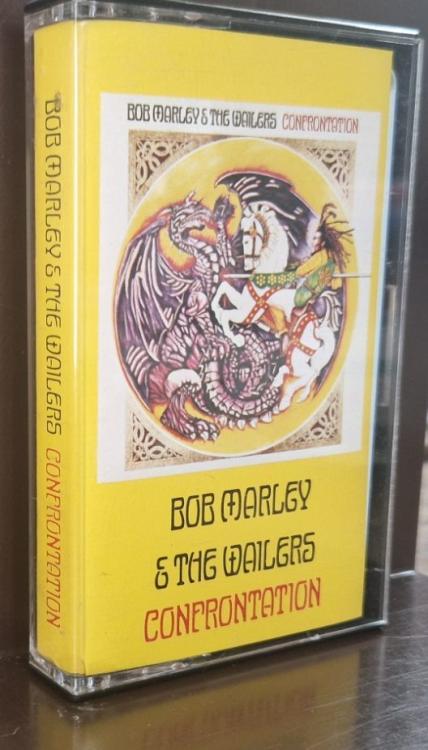 BOB MARLEY & THE WAILERS CONFRONTATION
BOB MARLEY & THE WAILERS CONFRONTATION
BOB MARLEY
& THE WAILERS
CONFRONTATION